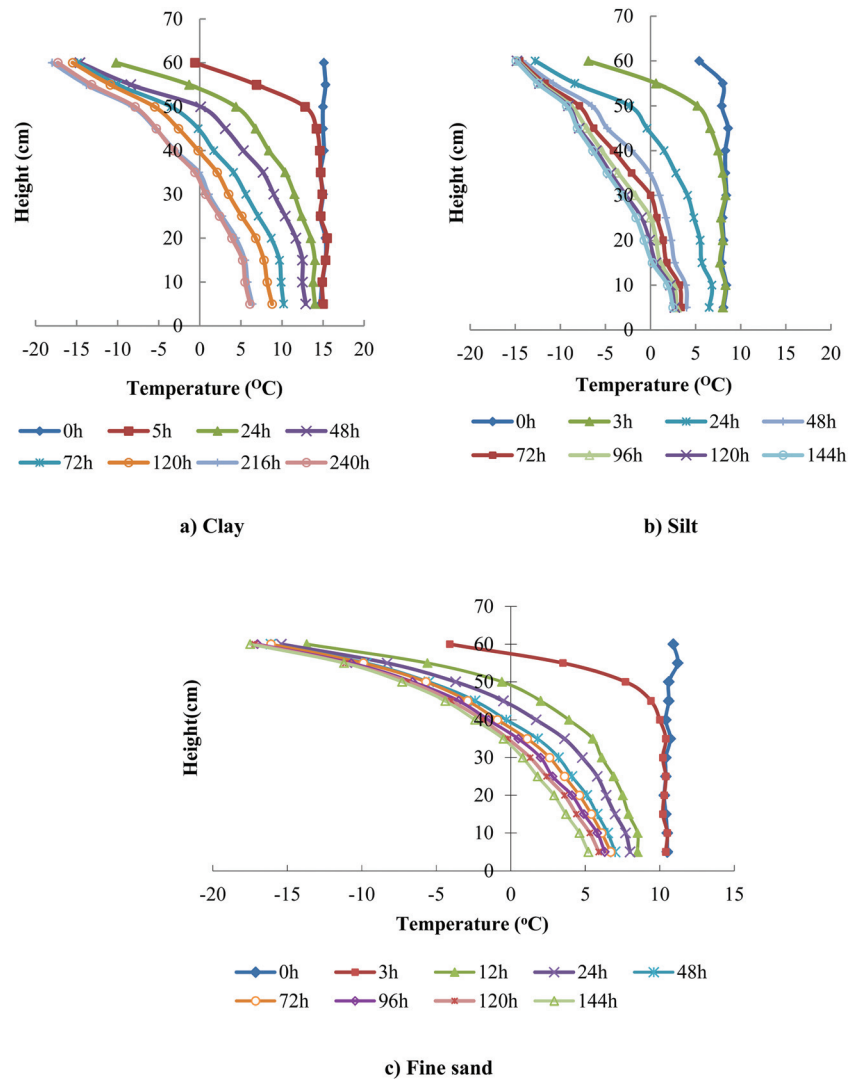 70
60
50
40
30
20
10
0
Height (cm)
-20 -15 -10 -5 0 5 10 15 20
Temperature (ᴼC)
0h 5h 24h 48h
72h 120h 216h 240h
a) Clay
70
60
50
40
30
20
10
0
Height (cm)
-20 -15 -10 -5 0 5 10 15 20
Temperature (ᴼC)
0h 3h 24h 48h
72h 96h 120h 144h
b) Silt
70
60
50
40
30
20
10
0
Height(cm)
-20 -15 -10 -5 0 5 10 15
Temperature (ᵒC)
0h 3h 12h 24h 48h
72h 96h 120h 144h
c) Fine sand